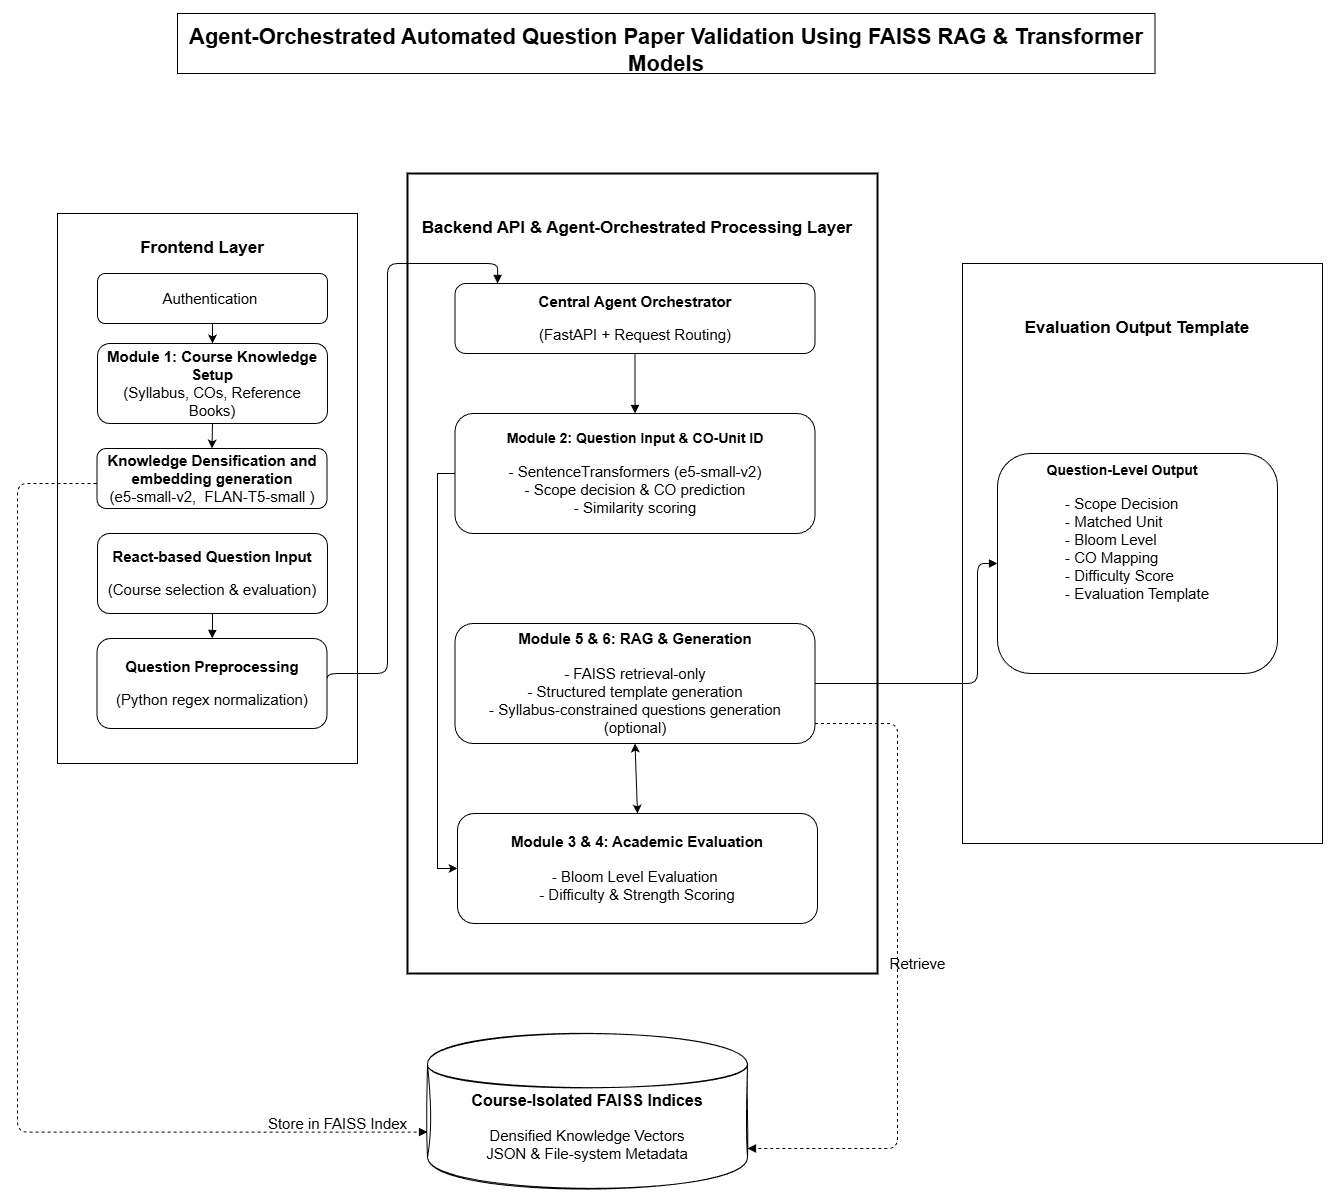 Agent-Orchestrated Automated Question Paper Validation Using FAISS RAG & Transformer
Models
Frontend Layer
Authentication
Module 1: Course Knowledge
Setup
(Syllabus, COs, Reference
Books)
Knowledge Densification and
embedding generation
(e5-small-v2,  FLAN-T5-small )
React-based Question Input
(Course selection & evaluation)
Question Preprocessing
(Python regex normalization)
Backend API & Agent-Orchestrated Processing Layer
Central Agent Orchestrator
(FastAPI + Request Routing)
Module 2: Question Input & CO-Unit ID
- SentenceTransformers (e5-small-v2)
- Scope decision & CO prediction
- Similarity scoring
Module 5 & 6: RAG & Generation
- FAISS retrieval-only
- Structured template generation
- Syllabus-constrained questions generation
(optional)
Module 3 & 4: Academic Evaluation
- Bloom Level Evaluation
- Difficulty & Strength Scoring
Evaluation Output Template
Question-Level Output
- Scope Decision
- Matched Unit
- Bloom Level
- CO Mapping
- Difficulty Score
- Evaluation Template
Retrieve
Store in FAISS Index
Course-Isolated FAISS Indices
Densified Knowledge Vectors
JSON & File-system Metadata